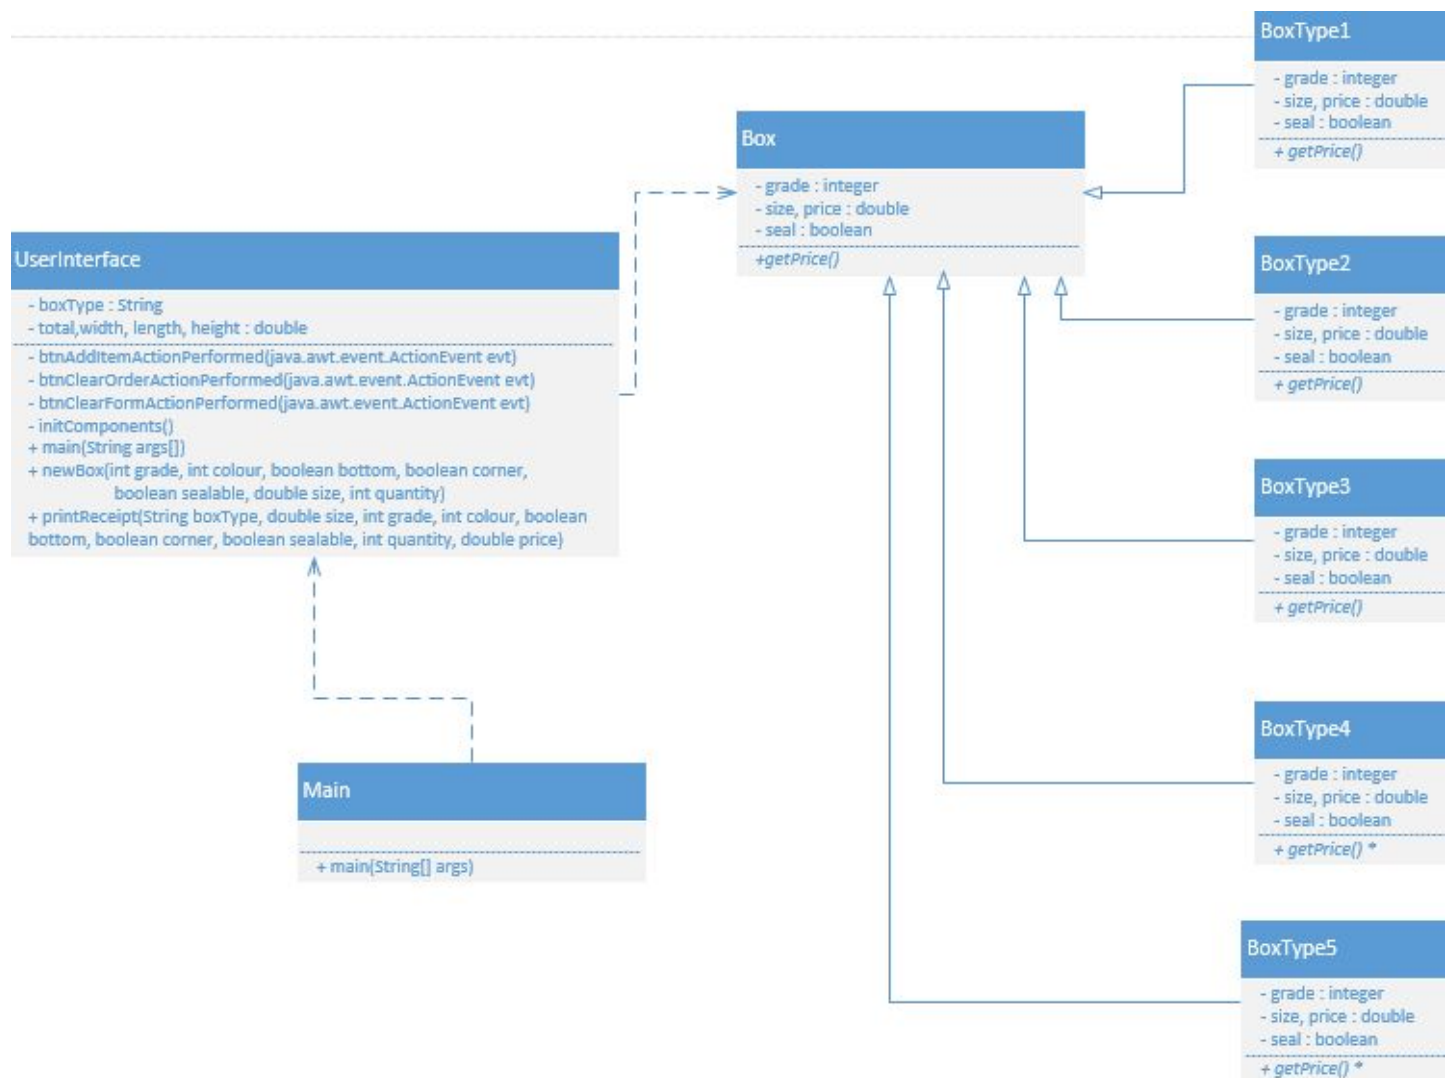 BoxType1
- grade : integer
- size, price : double
- seal : boolean
+ getPrice()
Box
- grade : integer
- size, price : double
- seal : boolean
+getPrice()
UserInterface
- boxType : String
- total,width, length, height : double
- btnAddItemActionPerformed(java.awt.event.ActionEvent evt)
- btnClearOrderActionPerformed(java.awt.event.ActionEvent evt)
- btnClearFormActionPerformed(java.awt.event.ActionEvent evt)
- initComponents()
+ main(String args[])
+ newBox(int grade, int colour, boolean bottom, boolean corner,
boolean sealable, double size, int quantity)
+ printReceipt(String boxType, double size, int grade, int colour, boolean
bottom, boolean corner, boolean sealable, int quantity, double price)
BoxType2
- grade : integer
- size, price : double
- seal : boolean
+ getPrice()
BoxType3
- grade : integer
- size, price : double
- seal : boolean
+ getPrice()
BoxType4
- grade : integer
- size, price : double
- seal : boolean
+ getPrice() *
Main
+ main(String[] args)
BoxType5
- grade : integer
- size, price : double
- seal : boolean
+ getPrice() *